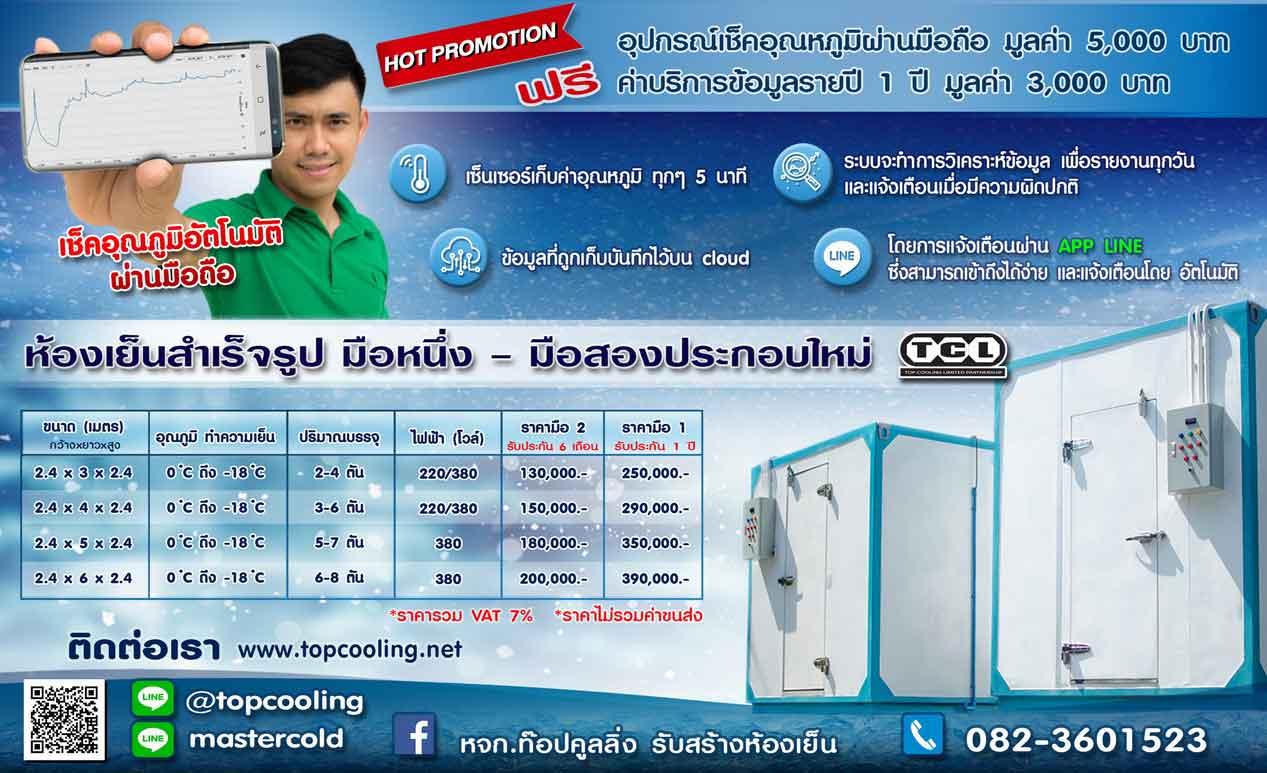 HOT PROMOTION
ฟรี
อุปกรณ์เช็คอุณหภูมิผ่านมือถือ มูลค่า 5,000 บาท
ค่าบริการข้อมูลรายปี 1 ปี มูลค่า 3,000 บาท
เซ็นเซอร์เก็บค่าอุณหภูมิ ทุกๆ 5 นาที
ระบบจะทำการวิเคราะห์ข้อมูล เพื่อรายงานทุกวัน
และแจ้งเตือนเมื่อมีความผิดปกติ
เช็คอุณภูมิอัตโนมัติ
ผ่านมือถือ
ข้อมูลที่ถูกเก็บบันทึกไว้บน cloud
LINE
โดยการแจ้งเตือนผ่าน APP LINE
ซึ่งสามารถเข้าถึงได้ง่าย และแจ้งเตือนโดย อัตโนมัติ
ห้องเย็นสำเร็จรูป มือหนึ่ง – มือสองประกอบใหม่
TCL
TOP COOLING LIMITED PARTNERSHIP
ขนาด (เมตร) กว้างxยาวxสูง อุณภูมิ ทำความเย็น ปริมาณบรรจุ ไฟฟ้า (โวล์) ราคามือ 2 รับประกัน 6 เดือน ราคามือ 1 รับประกัน 1 ปี
2.4 x 3 x 2.4 0°C ถึง -18°C 2-4 ตัน 220/380 130,000.- 250,000.-
2.4 x 4 x 2.4 0°C ถึง -18°C 3-6 ตัน 220/380 150,000.- 290,000.-
2.4 x 5 x 2.4 0°C ถึง -18°C 5-7 ตัน 380 180,000.- 350,000.-
2.4 x 6 x 2.4 0°C ถึง -18°C 6-8 ตัน 380 200,000.- 390,000.-
*ราคารวม VAT 7% *ราคาไม่รวมค่าขนส่ง
ติดต่อเรา www.topcooling.net
LINE @topcooling
LINE mastercold
f หจก.ท๊อปคูลลิ่ง รับสร้างห้องเย็น
082-3601523